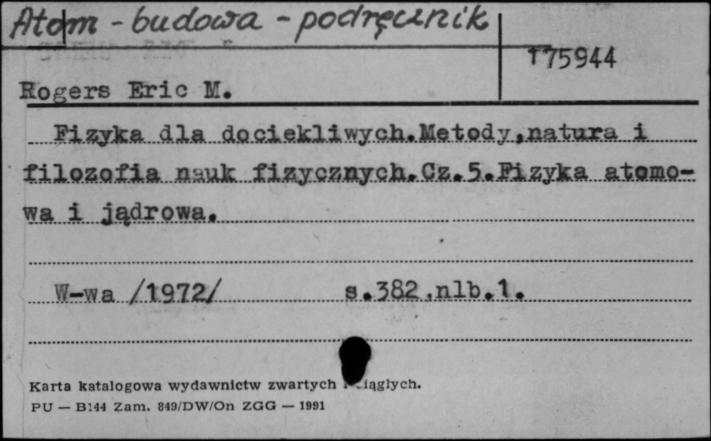 Atom - budowa - podręcznik
175944
Rogers Eric M.
Fizyka dla dociekliwych.Metody,natura i
filozofia nauk fizycznych.Cz.5.Fizyka atomo-
wa i jądrowa.
W-wa /1972/ s.382,nlb.1.
Karta katalogowa wydawnictw zwartych
PU — B144 Zam. 849/DW/On ZGG — 1991